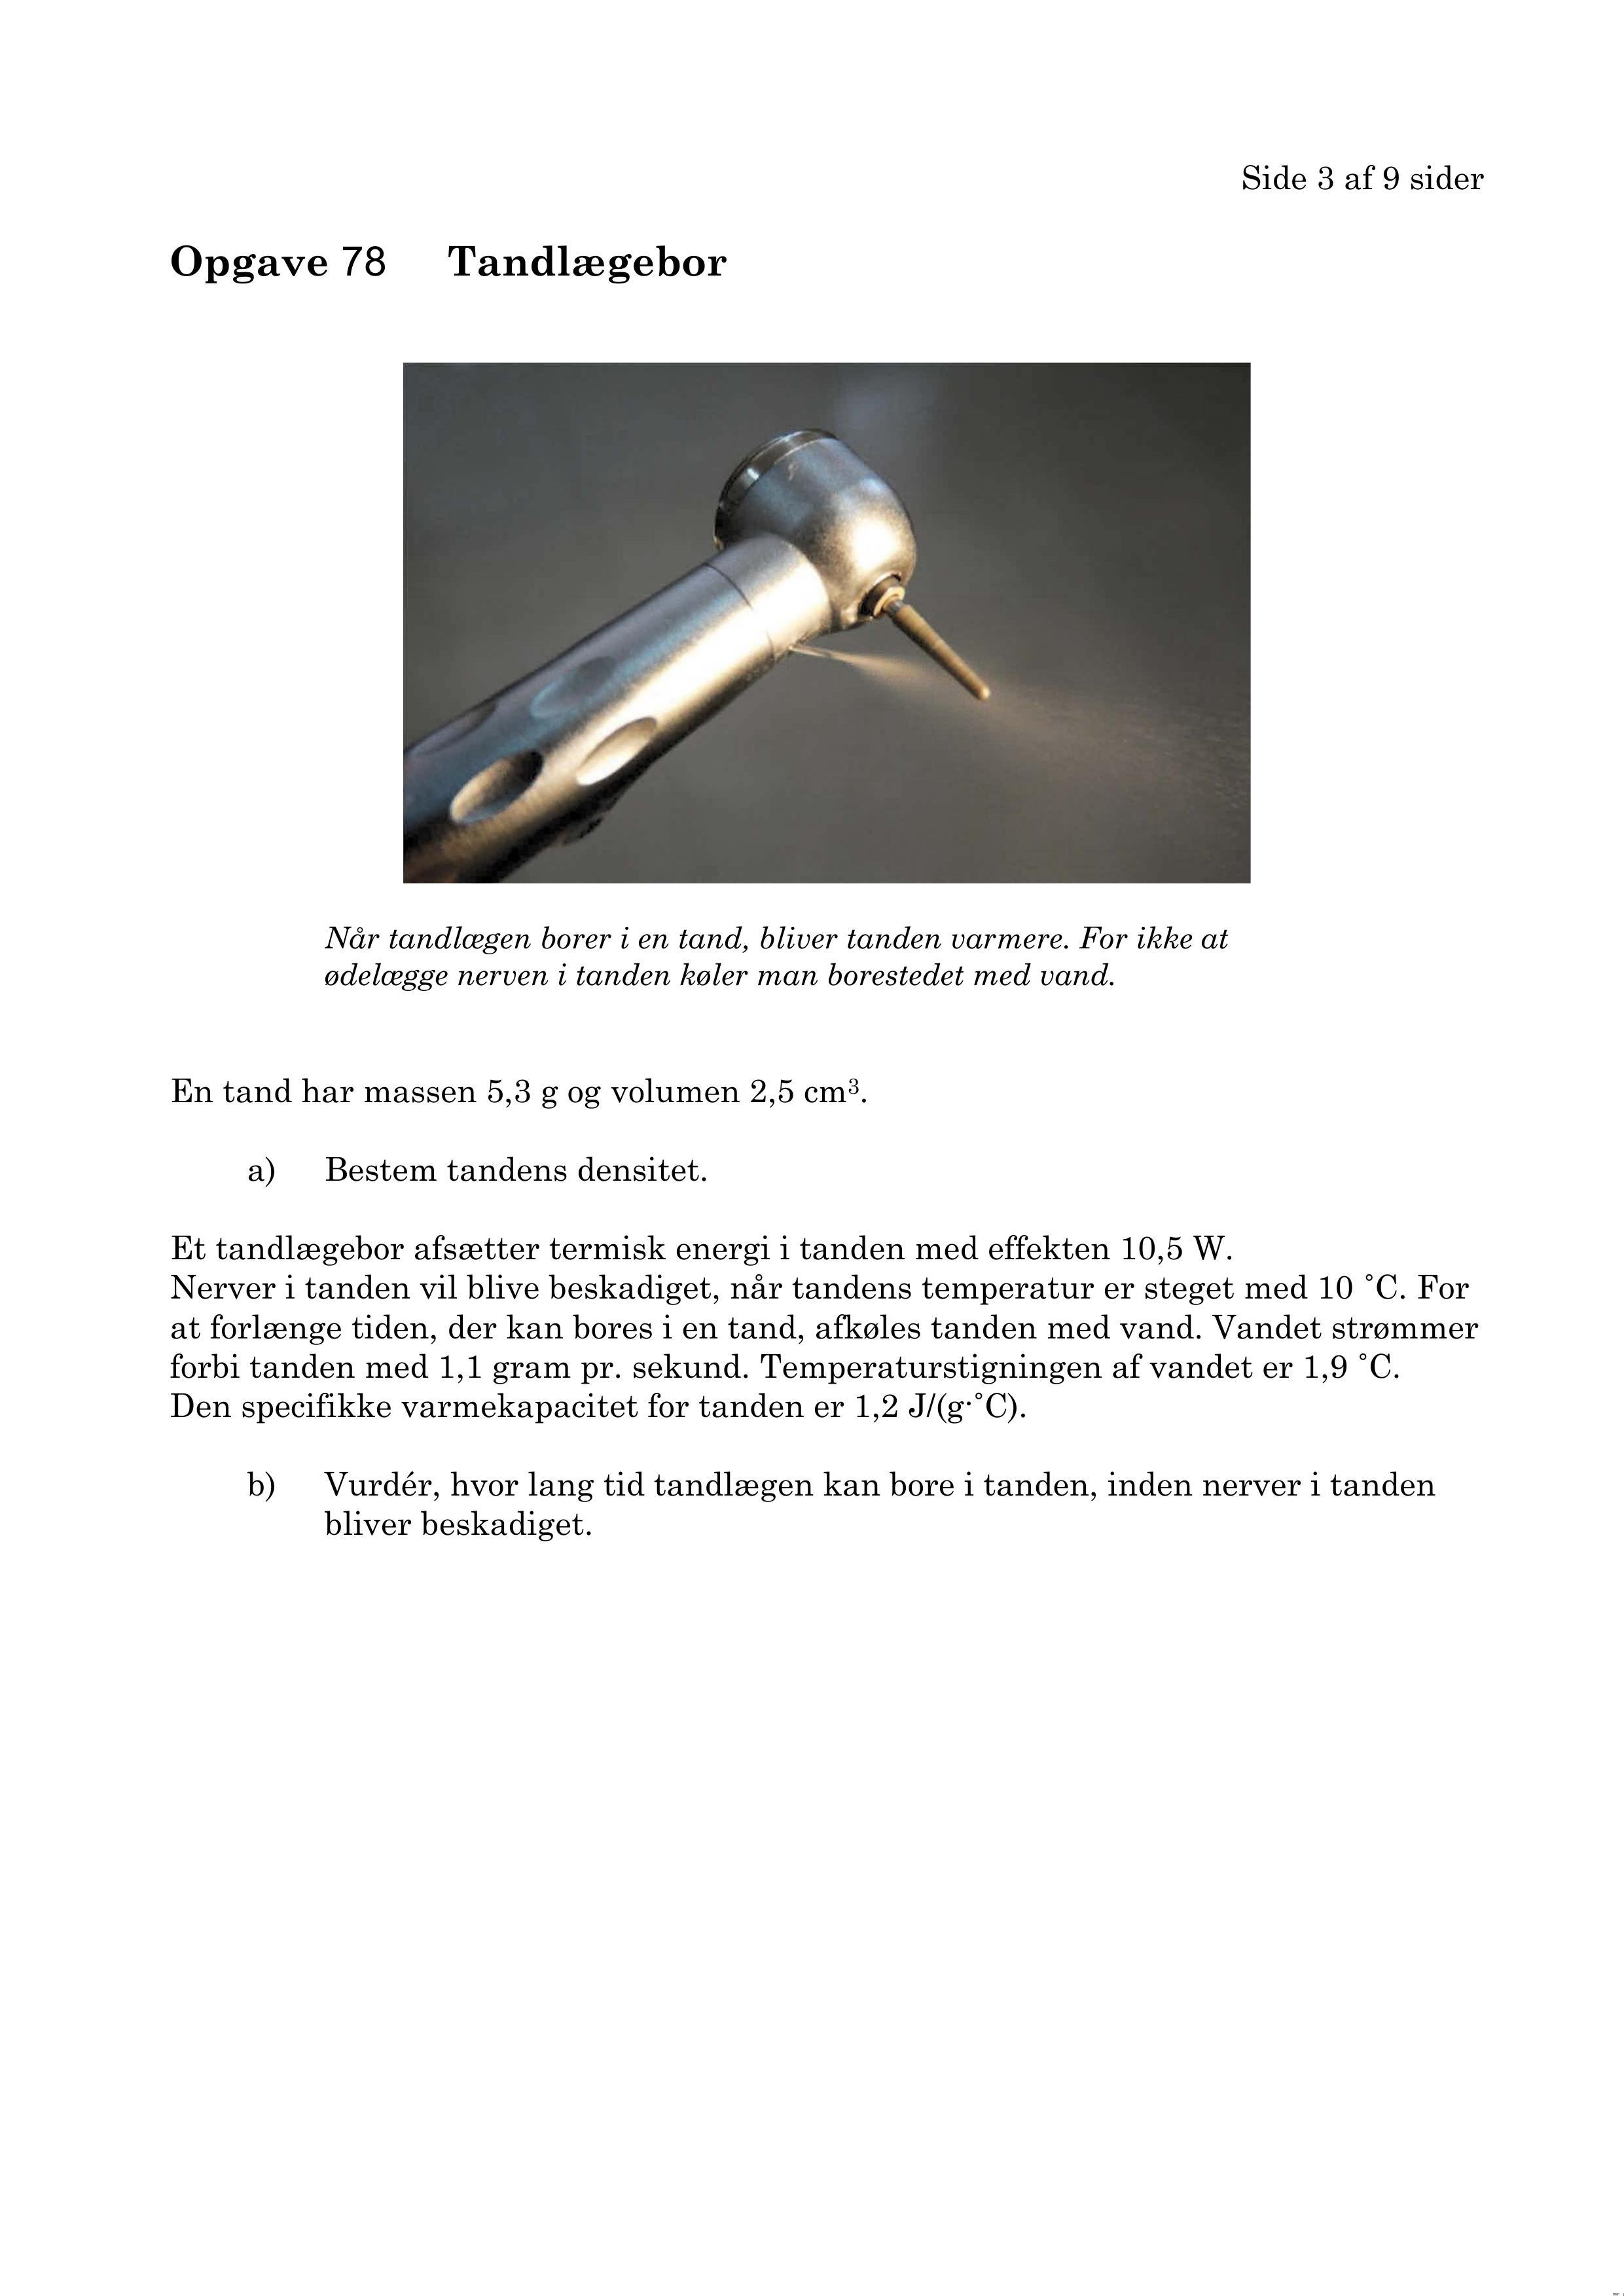 Side 3 af 9 sider
Opgave 78 Tandlægebor
Når tandlægen borer i en tand, bliver tanden varmere. For ikke at
ødelægge nerven i tanden køler man borestedet med vand.
En tand har massen 5,3 g og volumen 2,5 cm³.
a) Bestem tandens densitet.
Et tandlægebor afsætter termisk energi i tanden med effekten 10,5 W.
Nerver i tanden vil blive beskadiget, når tandens temperatur er steget med 10 ˚C. For
at forlænge tiden, der kan bores i en tand, afkøles tanden med vand. Vandet strømmer
forbi tanden med 1,1 gram pr. sekund. Temperaturstigningen af vandet er 1,9 ˚C.
Den specifikke varmekapacitet for tanden er 1,2 J/(g·˚C).
b) Vurdér, hvor lang tid tandlægen kan bore i tanden, inden nerver i tanden
bliver beskadiget.